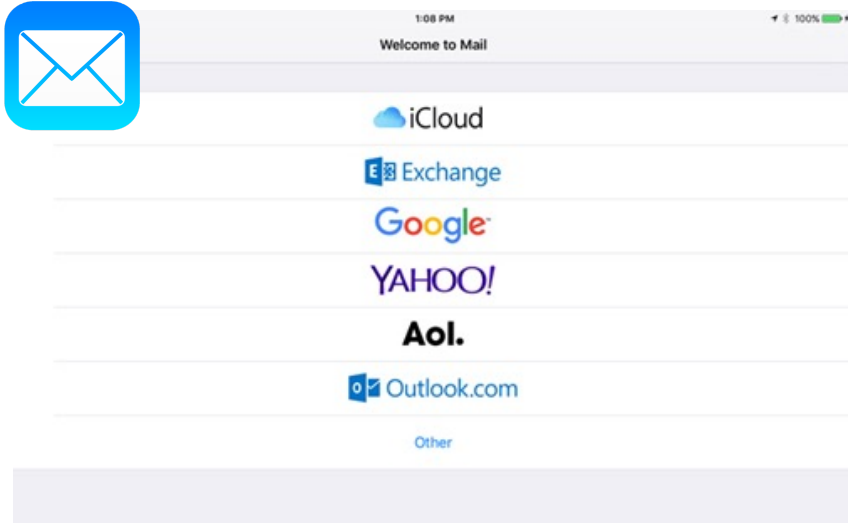 1:08 PM
100%
Welcome to Mail
iCloud
E Exchange
Google
YAHOO!
Aol.
o Outlook.com
Other